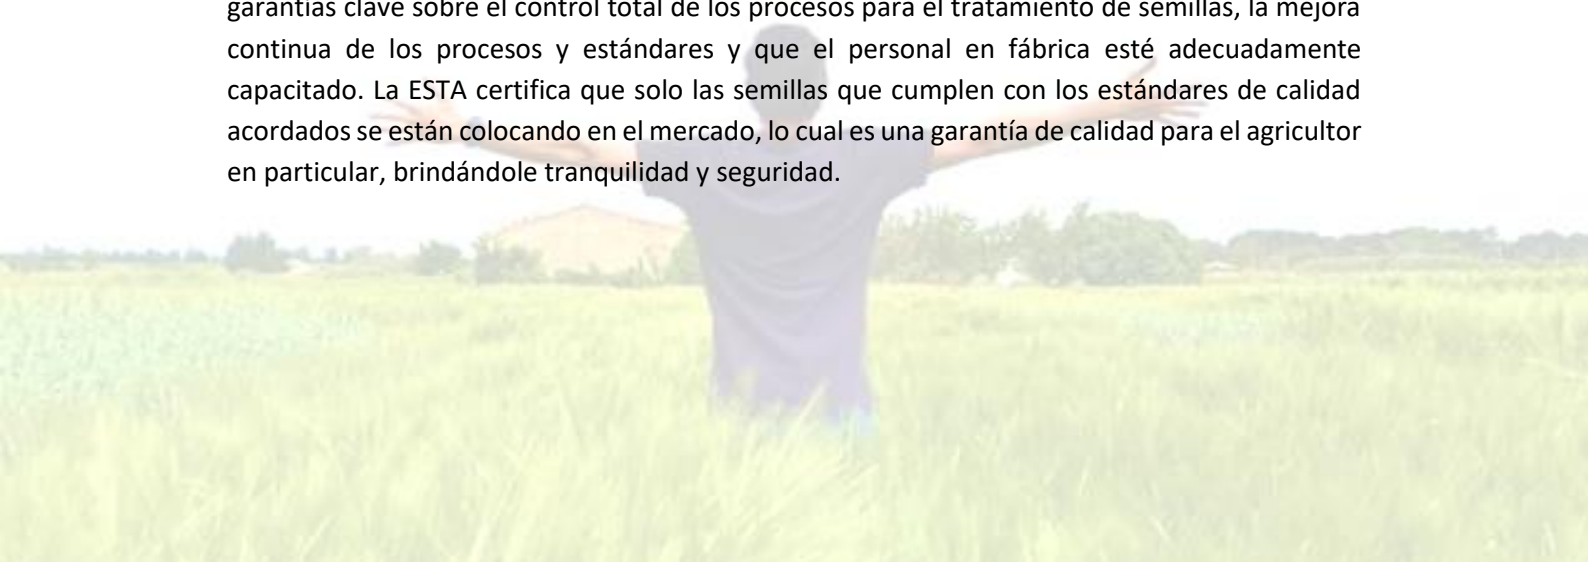 garantías clave sobre el control total de los procesos para el tratamiento de semillas, la mejora
continua de los procesos y estándares y que el personal en fábrica esté adecuadamente
capacitado. La ESTA certifica que solo las semillas que cumplen con los estándares de calidad
acordados se están colocando en el mercado, lo cual es una garantía de calidad para el agricultor
en particular, brindándole tranquilidad y seguridad.